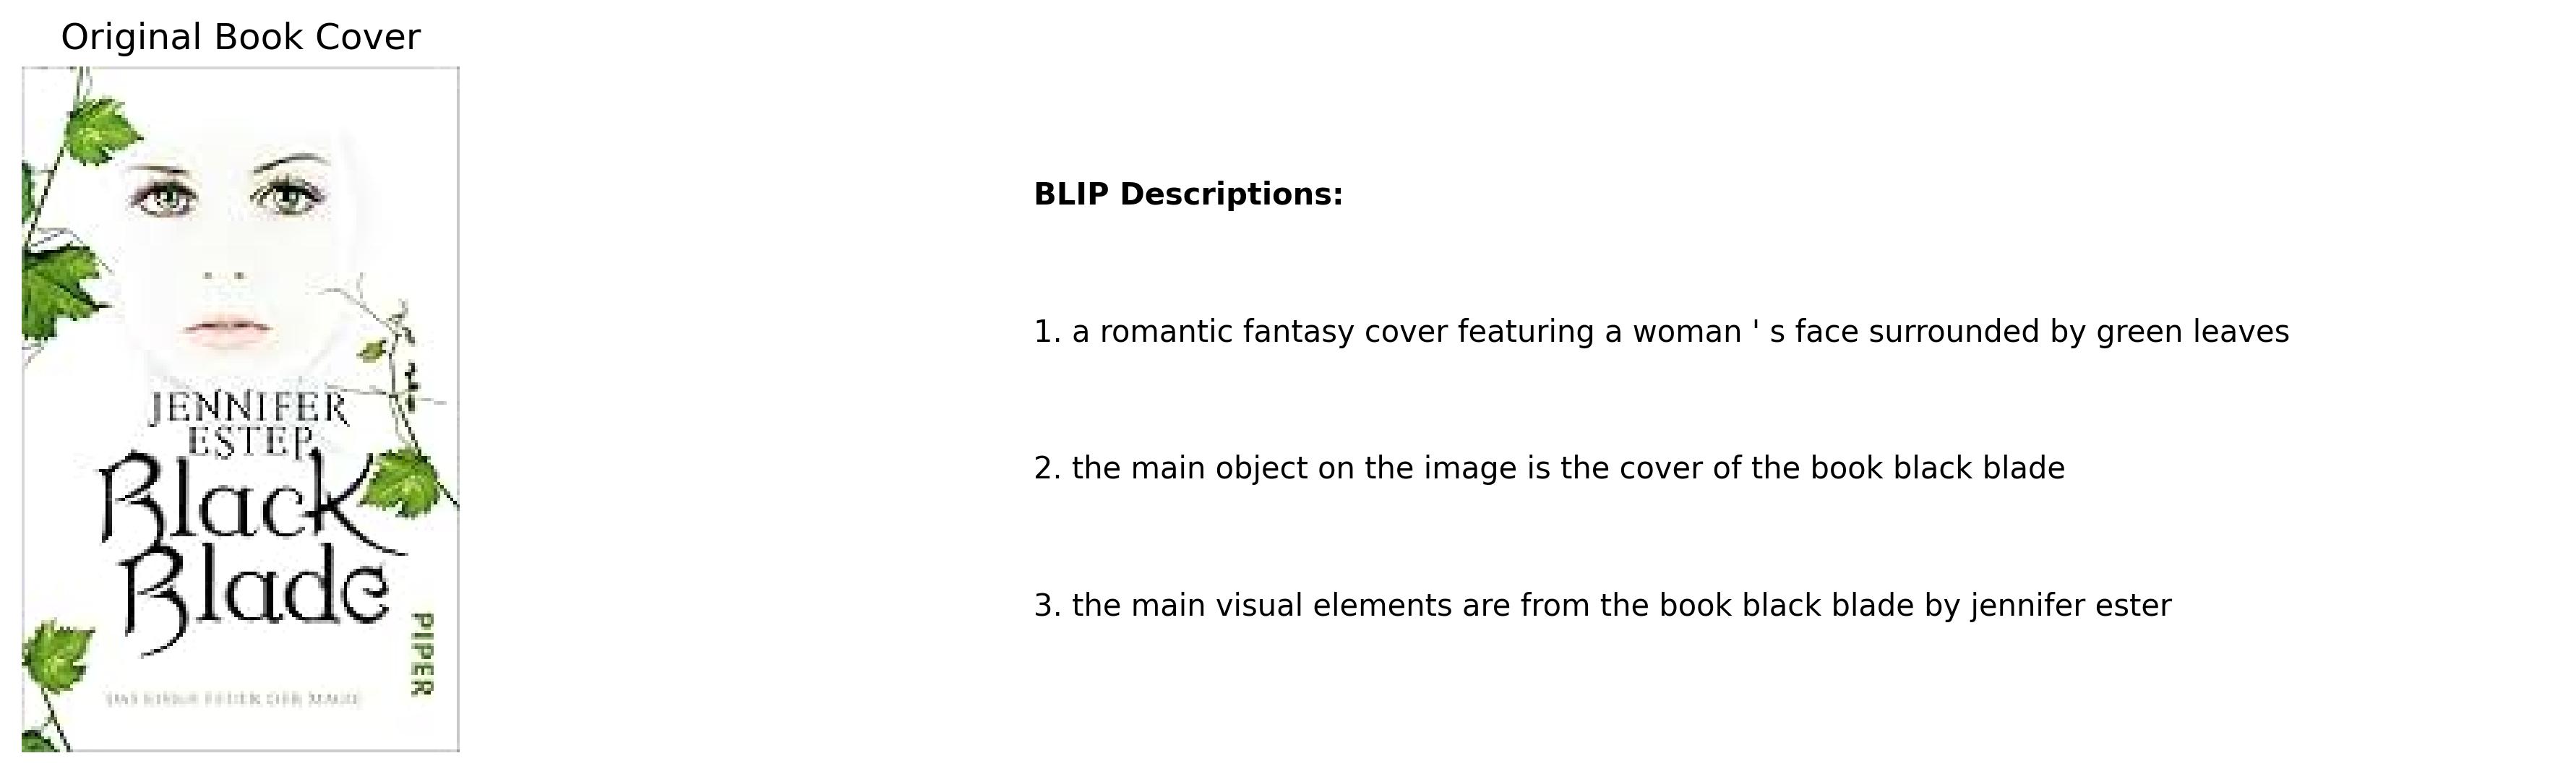 Original Book Cover
JENNIFER
ESTEP
Black
Blade
PIPER
BLIP Descriptions:
1. a romantic fantasy cover featuring a woman ' s face surrounded by green leaves
2. the main object on the image is the cover of the book black blade
3. the main visual elements are from the book black blade by jennifer ester